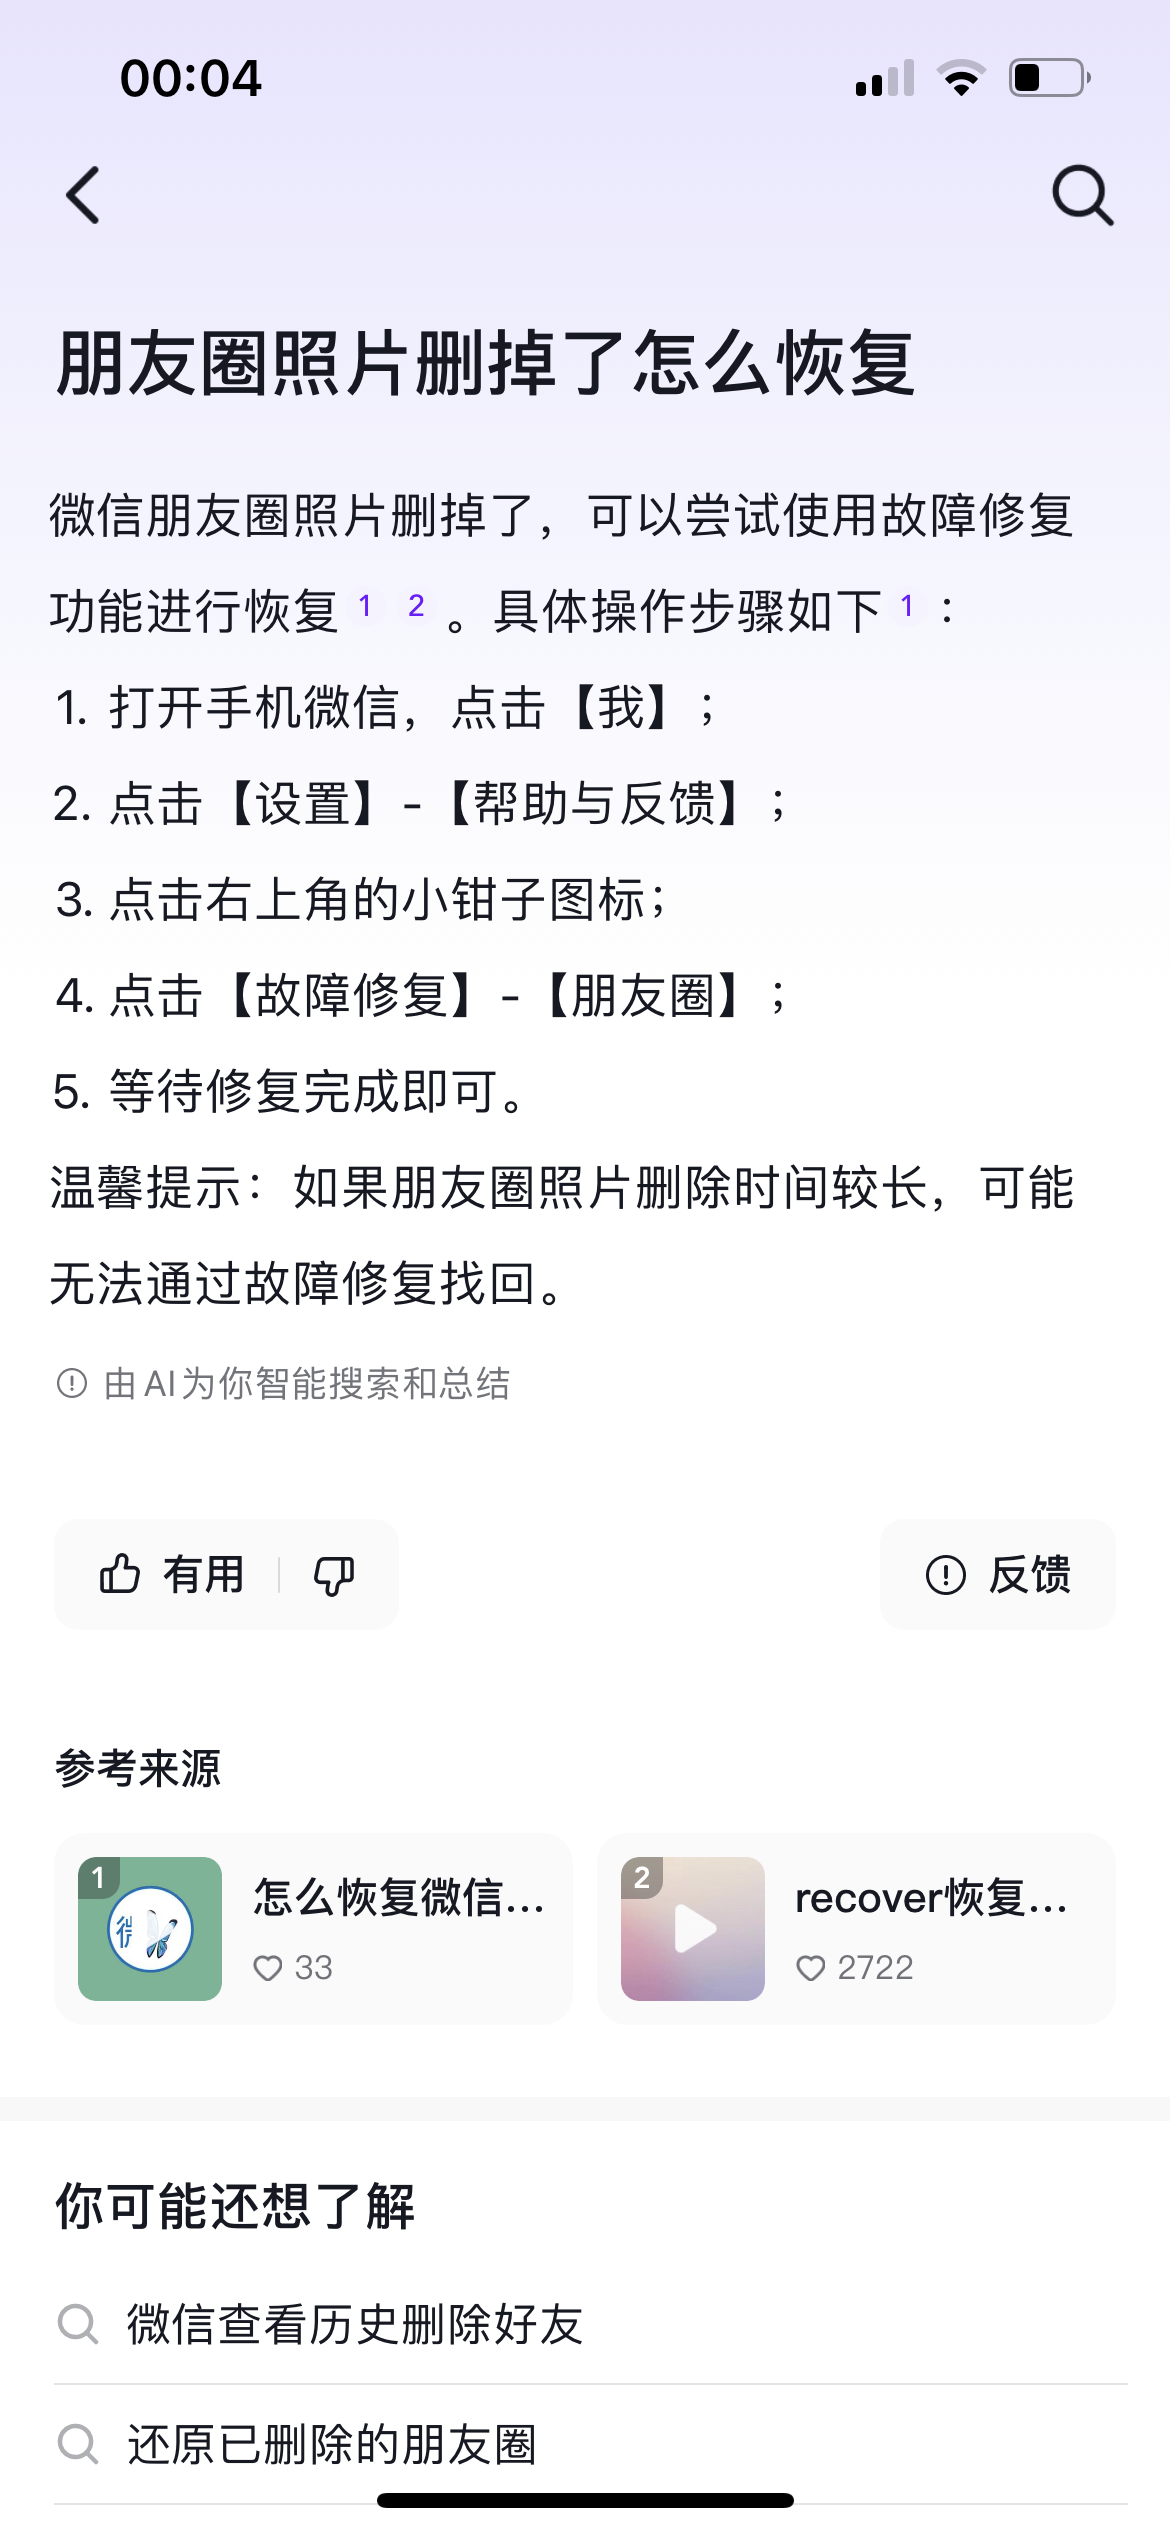 00:04
朋友圈照片删掉了怎么恢复
微信朋友圈照片删掉了，可以尝试使用故障修复
功能进行恢复 1 2 。具体操作步骤如下 1 ：
1. 打开手机微信，点击【我】；
2. 点击【设置】-【帮助与反馈】；
3. 点击右上角的小钳子图标；
4. 点击【故障修复】-【朋友圈】；
5. 等待修复完成即可。
温馨提示：如果朋友圈照片删除时间较长，可能
无法通过故障修复找回。
由AI为你智能搜索和总结
有用
反馈
参考来源
1
怎么恢复微信...
33
2
recover恢复...
2722
你可能还想了解
微信查看历史删除好友
还原已删除的朋友圈